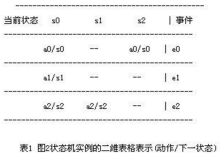 当前状态 s0 s1 s2 | 事件
a0/s0 -- a0/s0 | e0
a1/s1 -- -- | e1
a2/s2 a2/s2 -- | e2
表1 图2状态机实例的二维表格表示(动作/下一状态)